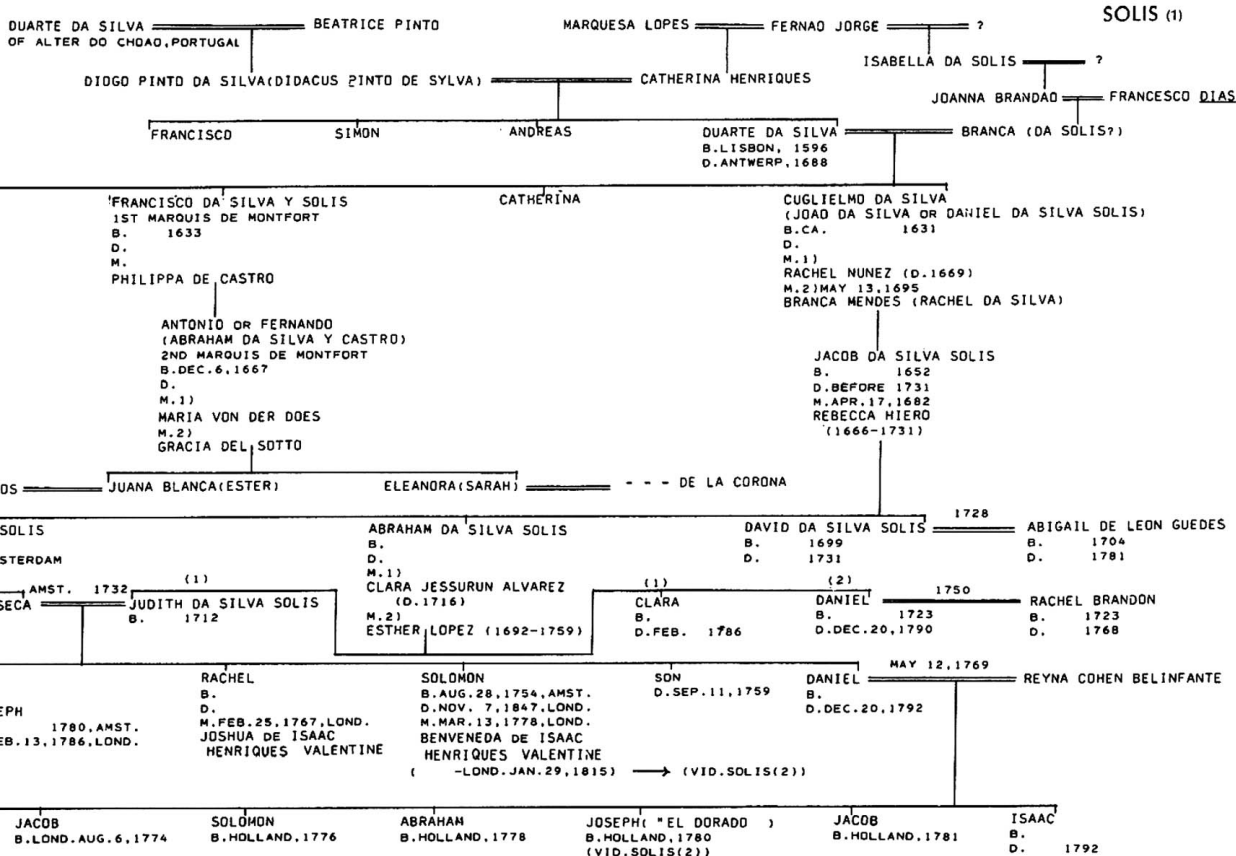 SOLIS (1)
DUARTE DA SILVA BEATRICE PINTO MARQUESA LOPES FERNAO JORGE ?
OF ALTER DO CHOAO, PORTUGAL
ISABELLA DA SOLIS ?
DIOGO PINTO DA SILVA(DIDACUS PINTO DE SYLVA) CATHERINA HENRIQUES
JOANNA BRANDAO FRANCESCO DIAS
FRANCISCO SIMON ANDREAS DUARTE DA SILVA BRANCA (DA SOLIS?)
B.LISBON, 1596
D.ANTWERP,1688
FRANCISCO DA SILVA Y SOLIS
1ST MARQUIS DE MONTFORT
B. 1633
D.
M.
PHILIPPA DE CASTRO
CATHERINA
CUGLIELMO DA SILVA
(JOAO DA SILVA OR DANIEL DA SILVA SOLIS)
B.CA. 1631
D.
M.1)
RACHEL NUNEZ (D.1669)
M.2)MAY 13,1695
BRANCA MENDES (RACHEL DA SILVA)
ANTONIO OR FERNANDO
(ABRAHAM DA SILVA Y CASTRO)
2ND MARQUIS DE MONTFORT
B.DEC.6,1667
D.
M.1)
MARIA VON DER DOES
M.2)
GRACIA DEL SOTTO
JACOB DA SILVA SOLIS
B. 1652
D.BEFORE 1731
M.APR.17,1682
REBECCA HIERO
(1666-1731)
OS JUANA BLANCA(ESTER) ELEANORA(SARAH) - - - DE LA CORONA
SOLIS
STERDAM
ABRAHAM DA SILVA SOLIS
B.
D.
M.1)
CLARA JESSURUN ALVAREZ
(D.1716)
M.2)
ESTHER LOPEZ (1692-1759)
DAVID DA SILVA SOLIS 1728 ABIGAIL DE LEON GUEDES
B. 1699 B. 1704
D. 1731 D. 1781
AMST. 1732 (1)
SECA JUDITH DA SILVA SOLIS
B. 1712
(1)
CLARA
B.
D.FEB. 1786
(2)
DANIEL 1750 RACHEL BRANDON
B. 1723 B. 1723
D.DEC.20,1790 D. 1768
EPH
1780,AMST.
EB.13,1786,LOND.
RACHEL
B.
D.
M.FEB.25,1767,LOND.
JOSHUA DE ISAAC
HENRIQUES VALENTINE
SOLOMON
B.AUG.28,1754,AMST.
D.NOV. 7,1847,LOND.
M.MAR.13,1778,LOND.
BENVENEDA DE ISAAC
HENRIQUES VALENTINE
( -LOND.JAN.29,1815) → (VID.SOLIS(2))
SON
D.SEP.11,1759
DANIEL MAY 12,1769 REYNA COHEN BELINFANTE
B.
D.DEC.20,1792
JACOB
B.LOND.AUG.6,1774
SOLOMON
B.HOLLAND,1776
ABRAHAM
B.HOLLAND,1778
JOSEPH( "EL DORADO )
B.HOLLAND,1780
(VID.SOLIS(2))
JACOB
B.HOLLAND,1781
ISAAC
B.
D. 1792